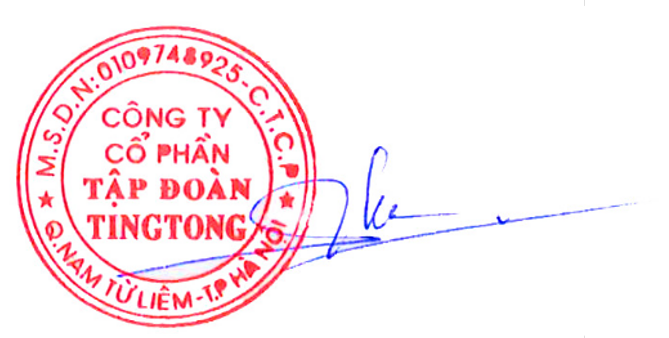 M.S.D.N: 0109748925-C.T.C.P
CÔNG TY
CỔ PHẦN
TẬP ĐOÀN
TINGTONG
Q.NAM TỪ LIÊM-T.P HÀ NỘI